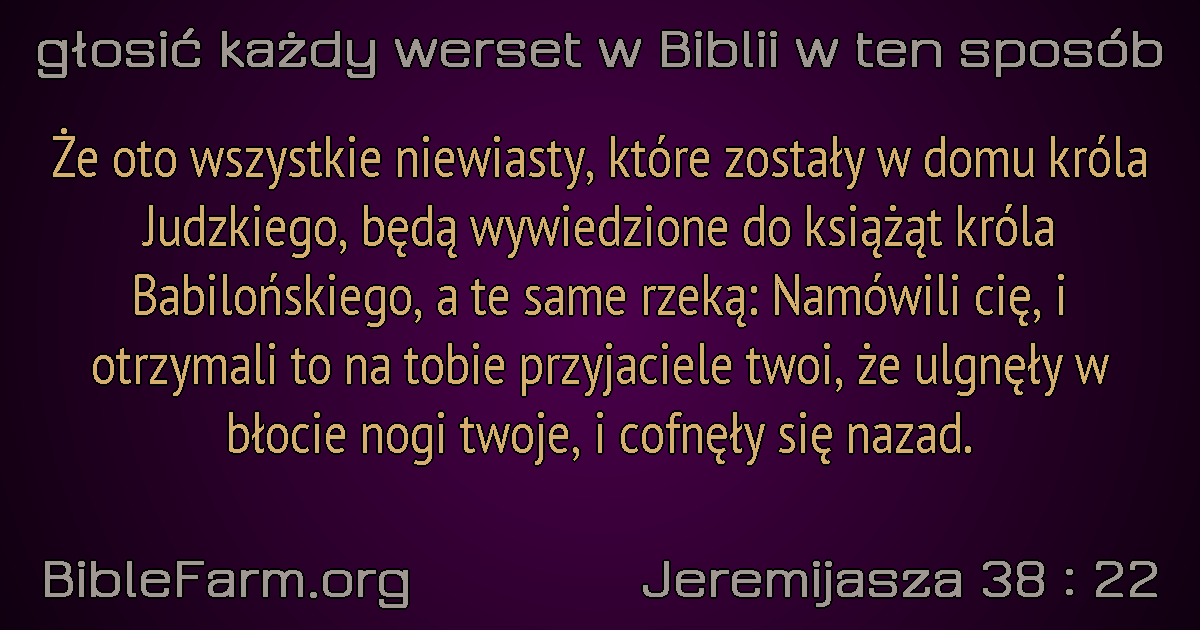 głosić każdy werset w Biblii w ten sposób
Że oto wszystkie niewiasty, które zostały w domu króla
Judzkiego, będą wywiedzione do książąt króla
Babilońskiego, a te same rzeką: Namówili cię, i
otrzymali to na tobie przyjaciele twoi, że ulgnęły w
błocie nogi twoje, i cofnęły się nazad.
BibleFarm.org
Jeremijasza 38 : 22